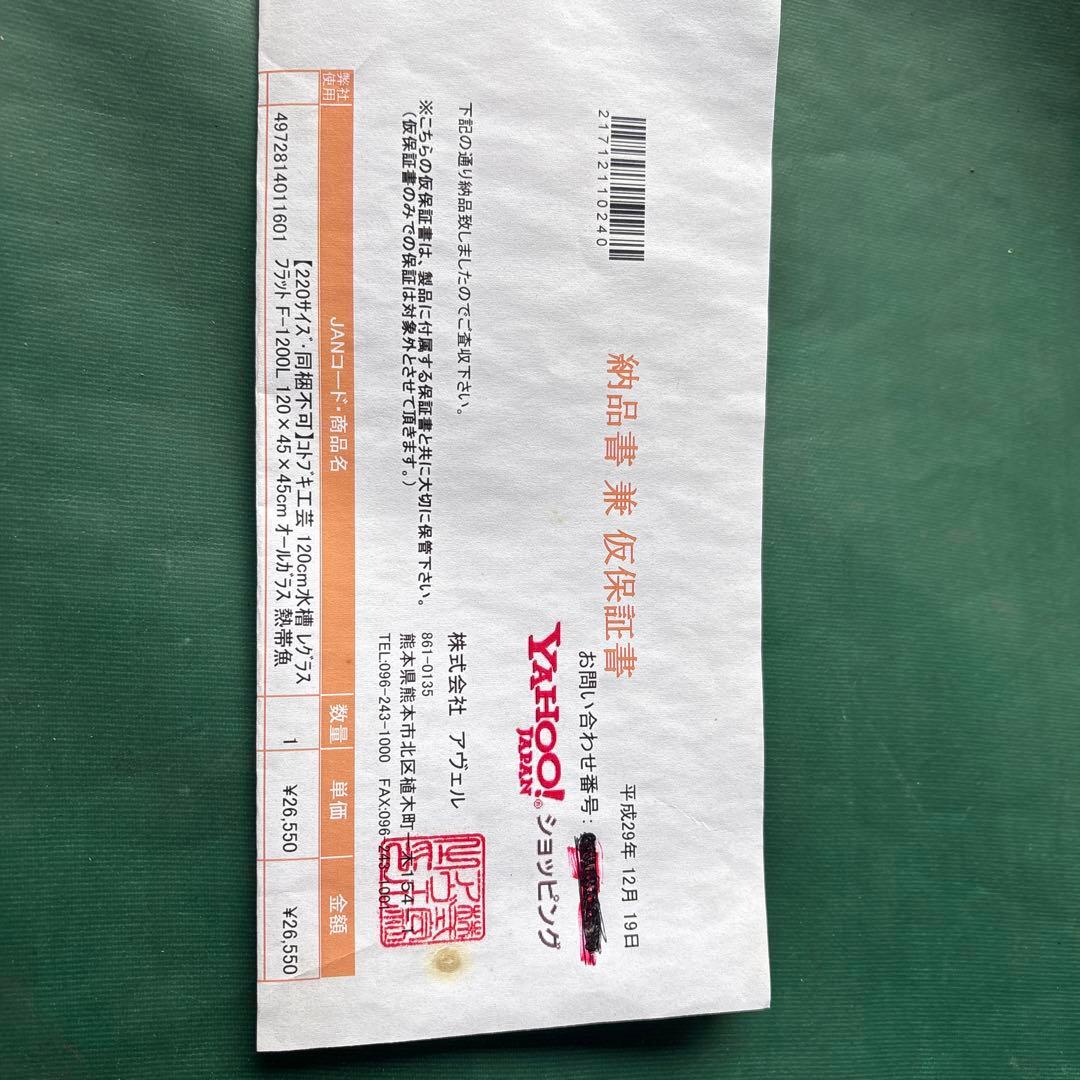 納品書 兼 仮保証書
平成29年 12月 19日
21712110240
お問い合わせ番号:
YAHOO! ショッピング
JAPAN
下記の通り納品致しましたのでご査収下さい。
※こちらの仮保証書は、製品に付属する保証書と共に大切に保管下さい。
(仮保証書のみでの保証は対象外とさせて頂きます。)
株式会社 アヴェル
861-0135
熊本県熊本市北区植木町一木154
TEL:096-243-1000 FAX:096-243-1001
弊社使用 JANコード・商品名 数量 単価 金額
4972814011601 【220サイズ・同梱不可】コトブキ工芸 120cm水槽 レグラス
フラット F-1200L 120×45×45cm オールガラス 熱帯魚 1 ¥26,550 ¥26,550